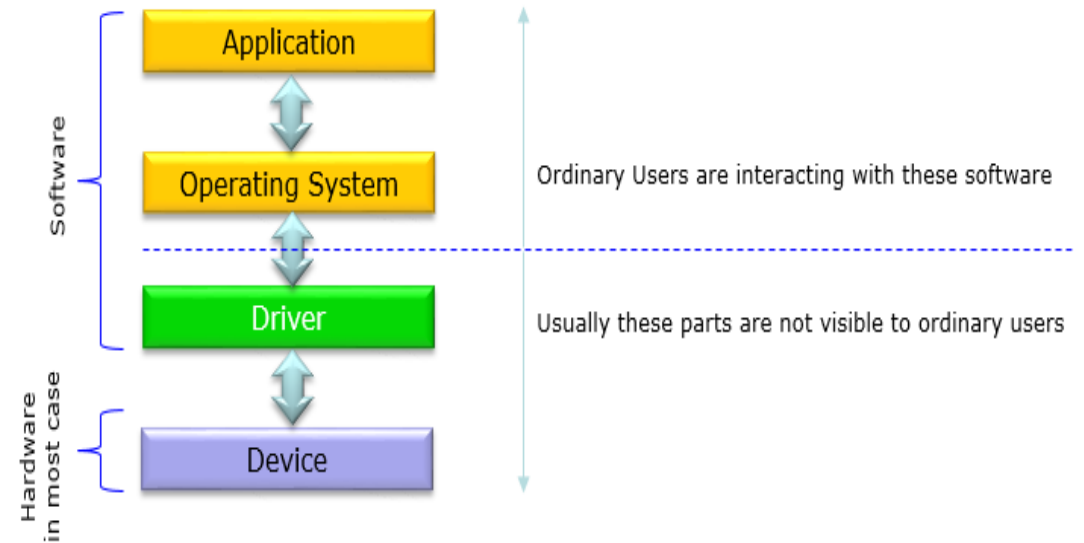 Application
Operating System
Driver
Device
Software
Hardware
in most case
Ordinary Users are interacting with these software
Usually these parts are not visible to ordinary users